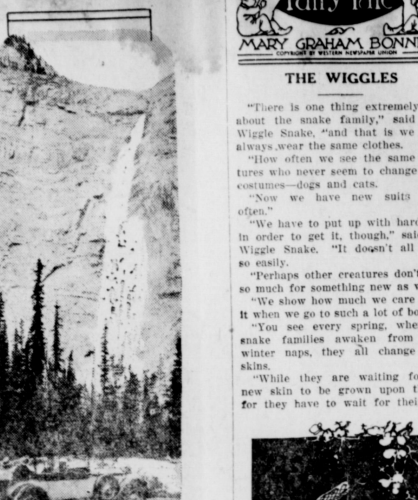 Fairy Tale
MARY GRAHAM BONN
COPYRIGHT BY WESTERN NEWSPAPER UNION
THE WIGGLES
"There is one thing extremely
about the snake family," said
Wiggle Snake, "and that is we
always wear the same clothes.
"How often we see the same
tures who never seem to change
costumes—dogs and cats.
"Now we have new suits
often."
"We have to put up with hard
in order to get it, though," said
Wiggle Snake. "It doesn't all
so easily.
"Perhaps other creatures don't
so much for something new as w
"We show how much we care
it when we go to such a lot of bo
"You see every spring, whe
snake families awaken from
winter naps, they all change
skins.
"While they are waiting fo
new skin to be grown upon t
for they have to wait for thei